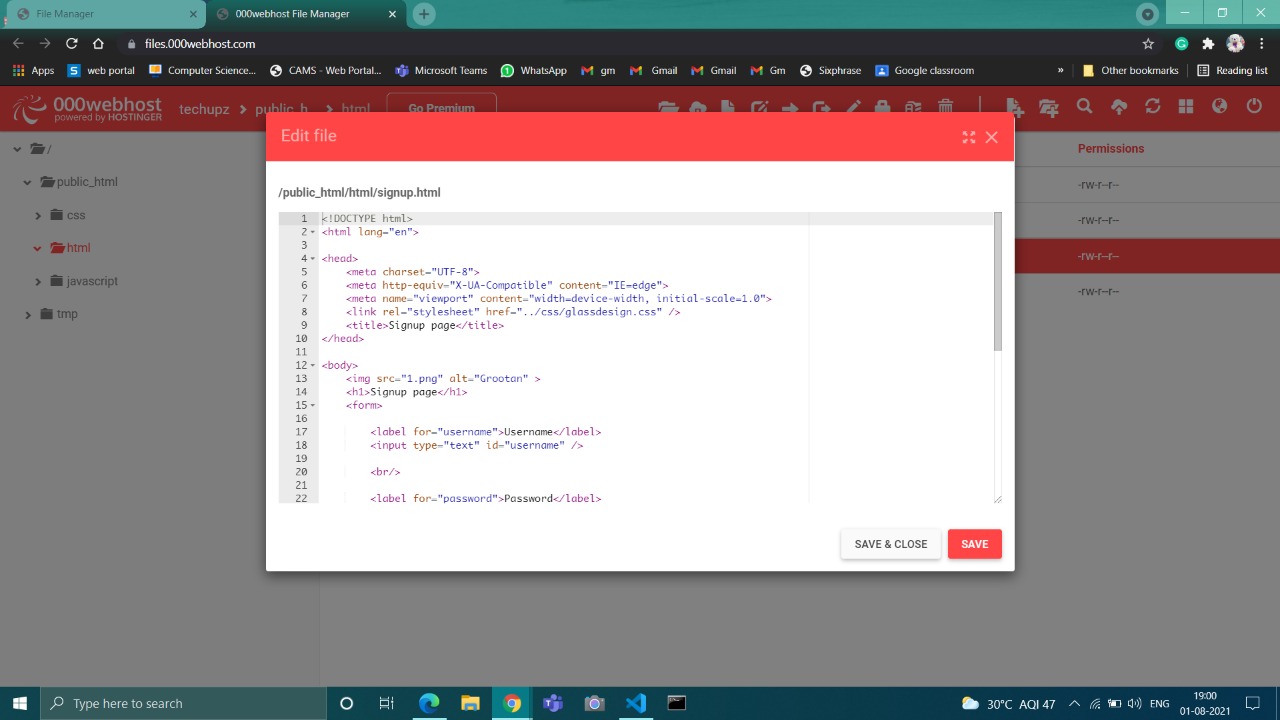 File Manager
000webhost File Manager
files.000webhost.com
Apps
web portal
Computer Science...
CAMS - Web Portal...
Microsoft Teams
WhatsApp
gm
Gmail
Gmail
Gm
Sixphrase
Google classroom
»
Other bookmarks
Reading list
000webhost
powered by HOSTINGER
techupz
public_h
html
Go Premium
Edit file
/
Permissions
public_html
-rw-r--r--
/public_html/html/signup.html
css
-rw-r--r--
html
-rw-r--r--
javascript
-rw-r--r--
tmp
1 <!DOCTYPE html>
2 <html lang="en">
3
4 <head>
5 <meta charset="UTF-8">
6 <meta http-equiv="X-UA-Compatible" content="IE=edge">
7 <meta name="viewport" content="width=device-width, initial-scale=1.0">
8 <link rel="stylesheet" href="../css/glassdesign.css" />
9 <title>Signup page</title>
10 </head>
11
12 <body>
13 <img src="1.png" alt="Grootan" >
14 <h1>Signup page</h1>
15 <form>
16
17 <label for="username">Username</label>
18 <input type="text" id="username" />
19
20 <br/>
21
22 <label for="password">Password</label>
SAVE & CLOSE
SAVE
Type here to search
30°C AQI 47
ENG
19:00
01-08-2021